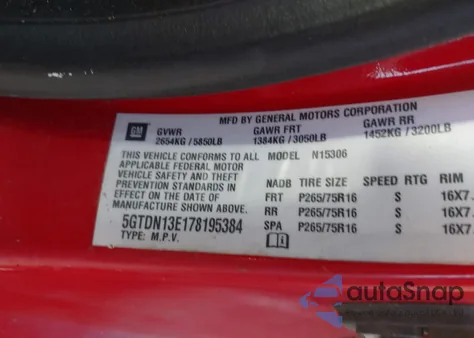 MFD BY GENERAL MOTORS CORPORATION
GM GVWR GAWR FRT GAWR RR
2654KG / 5850LB 1384KG / 3050LB 1452KG / 3200LB
THIS VEHICLE CONFORMS TO ALL MODEL N15306
APPLICABLE FEDERAL MOTOR
VEHICLE SAFETY AND THEFT
PREVENTION STANDARDS IN
EFFECT ON THE DATE OF
MANUFACTURE SHOWN ABOVE.
5GTDN13E178195384
TYPE: M.P.V.
TIRE SIZE SPEED RTG RIM
FRT P265/75R16 S 16X7.
RR P265/75R16 S 16X7.
SPA P265/75R16 S 16X7.
autoSnap